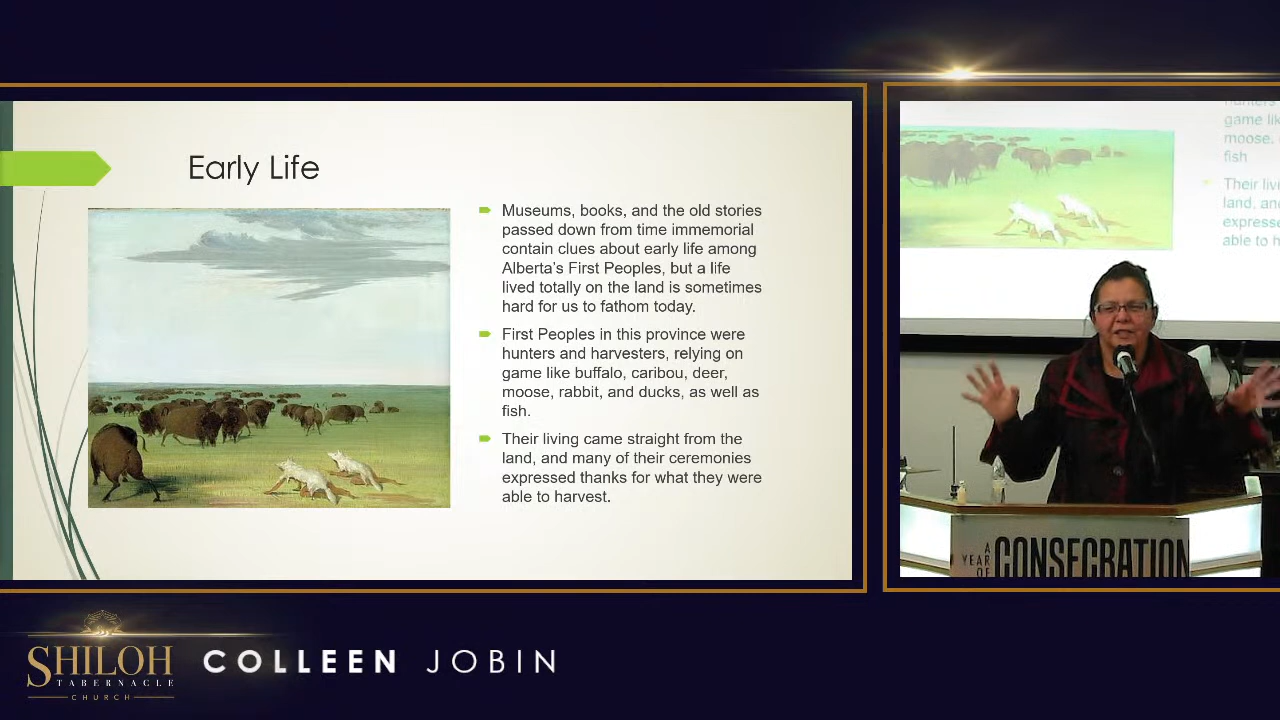 Early Life
Museums, books, and the old stories
passed down from time immemorial
contain clues about early life among
Alberta's First Peoples, but a life
lived totally on the land is sometimes
hard for us to fathom today.
First Peoples in this province were
hunters and harvesters, relying on
game like buffalo, caribou, deer,
moose, rabbit, and ducks, as well as
fish.
Their living came straight from the
land, and many of their ceremonies
expressed thanks for what they were
able to harvest.
hunters
game lik
moose,
fish
Their livi
land, and
expresse
able to h
A
YEAR
OF
CONSECRATION
SHILOH
TABERNACLE
CHURCH
COLLEEN JOBIN